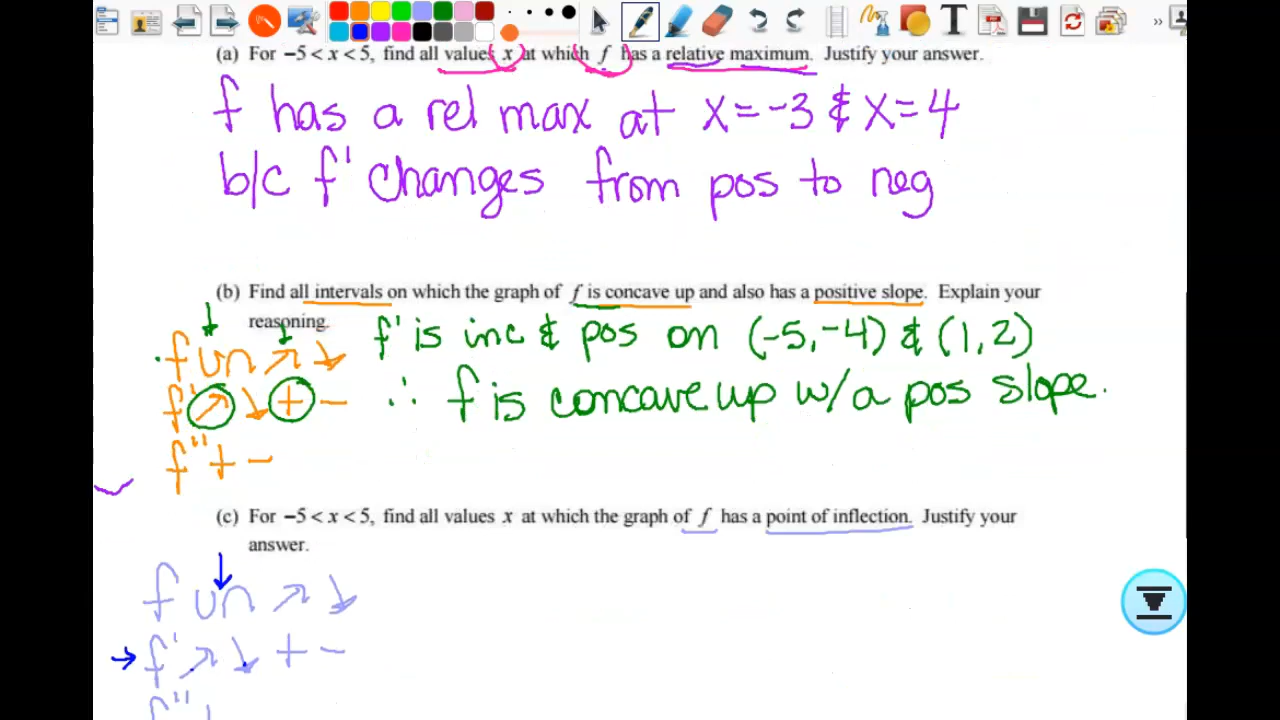 (a) For −5 < x < 5, find all values x at which f has a relative maximum. Justify your answer.
f has a rel max at x=-3 & x=4
b/c f' changes from pos to neg
(b) Find all intervals on which the graph of f is concave up and also has a positive slope. Explain your
reasoning.
f' is inc & pos on (-5,-4) & (1,2)
f ∪∩ ↗ ↘
f' ↗ ↘ + −
∴ f is concave up w/a pos slope.
f'' + −
(c) For −5 < x < 5, find all values x at which the graph of f has a point of inflection. Justify your
answer.
f ∪∩ ↗ ↘
→ f' ↗ ↘ + −
f''